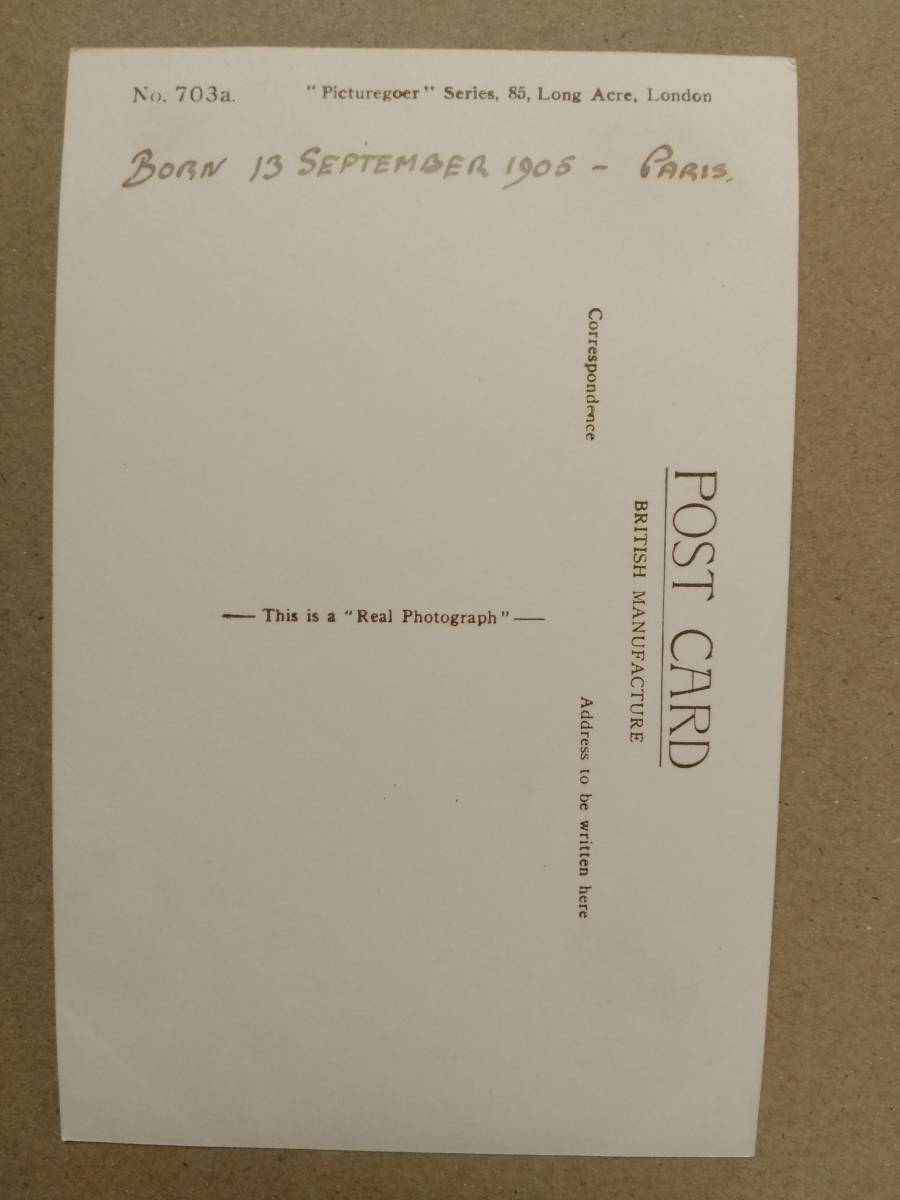 No. 703a. "Picturegoer" Series, 85, Long Acre, London
BORN 13 SEPTEMBER 1905 - PARIS.
POST CARD
BRITISH MANUFACTURE
Correspondence
Address to be written here
— This is a "Real Photograph" —